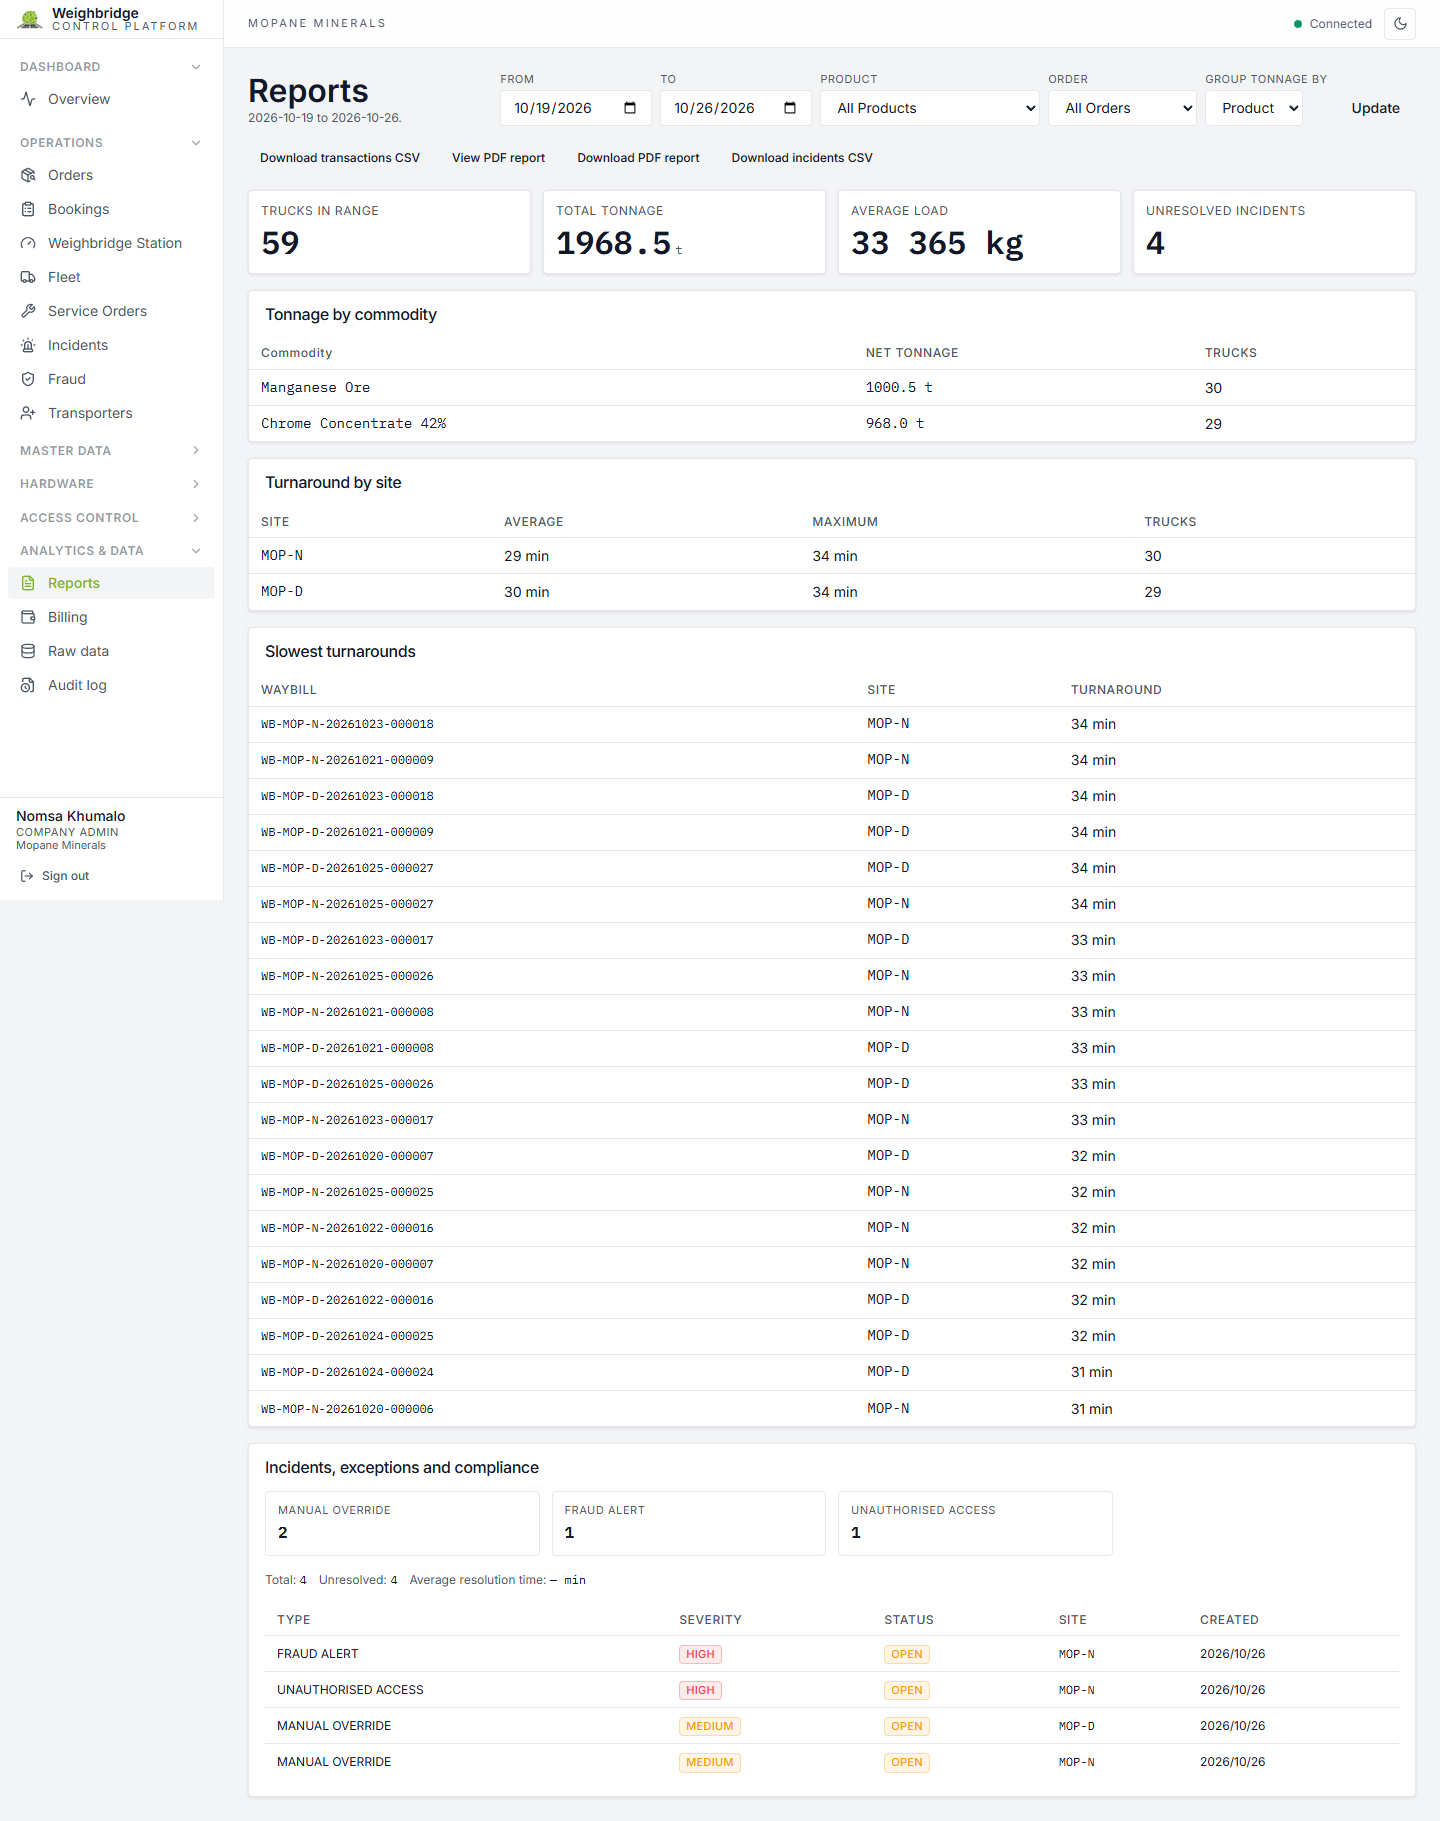 Weighbridge
CONTROL PLATFORM
MOPANE MINERALS
Connected
DASHBOARD
Overview
OPERATIONS
Orders
Bookings
Weighbridge Station
Fleet
Service Orders
Incidents
Fraud
Transporters
MASTER DATA
HARDWARE
ACCESS CONTROL
ANALYTICS & DATA
Reports
Billing
Raw data
Audit log
Nomsa Khumalo
COMPANY ADMIN
Mopane Minerals
Sign out
Reports
2026-10-19 to 2026-10-26.
FROM TO PRODUCT ORDER GROUP TONNAGE BY
10/19/2026 10/26/2026 All Products All Orders Product Update
Download transactions CSV View PDF report Download PDF report Download incidents CSV
TRUCKS IN RANGE TOTAL TONNAGE AVERAGE LOAD UNRESOLVED INCIDENTS
59 1968.5 t 33 365 kg 4
Tonnage by commodity
Commodity NET TONNAGE TRUCKS
Manganese Ore 1000.5 t 30
Chrome Concentrate 42% 968.0 t 29
Turnaround by site
SITE AVERAGE MAXIMUM TRUCKS
MOP-N 29 min 34 min 30
MOP-D 30 min 34 min 29
Slowest turnarounds
WAYBILL SITE TURNAROUND
WB-MOP-N-20261023-000018 MOP-N 34 min
WB-MOP-N-20261021-000009 MOP-N 34 min
WB-MOP-D-20261023-000018 MOP-D 34 min
WB-MOP-D-20261021-000009 MOP-D 34 min
WB-MOP-D-20261025-000027 MOP-D 34 min
WB-MOP-N-20261025-000027 MOP-N 34 min
WB-MOP-D-20261023-000017 MOP-D 33 min
WB-MOP-N-20261025-000026 MOP-N 33 min
WB-MOP-N-20261021-000008 MOP-N 33 min
WB-MOP-D-20261021-000008 MOP-D 33 min
WB-MOP-D-20261025-000026 MOP-D 33 min
WB-MOP-N-20261023-000017 MOP-N 33 min
WB-MOP-D-20261020-000007 MOP-D 32 min
WB-MOP-N-20261025-000025 MOP-N 32 min
WB-MOP-N-20261022-000016 MOP-N 32 min
WB-MOP-N-20261020-000007 MOP-N 32 min
WB-MOP-D-20261022-000016 MOP-D 32 min
WB-MOP-D-20261024-000025 MOP-D 32 min
WB-MOP-D-20261024-000024 MOP-D 31 min
WB-MOP-N-20261020-000006 MOP-N 31 min
Incidents, exceptions and compliance
MANUAL OVERRIDE FRAUD ALERT UNAUTHORISED ACCESS
2 1 1
Total: 4 Unresolved: 4 Average resolution time: — min
TYPE SEVERITY STATUS SITE CREATED
FRAUD ALERT HIGH OPEN MOP-N 2026/10/26
UNAUTHORISED ACCESS HIGH OPEN MOP-N 2026/10/26
MANUAL OVERRIDE MEDIUM OPEN MOP-D 2026/10/26
MANUAL OVERRIDE MEDIUM OPEN MOP-N 2026/10/26